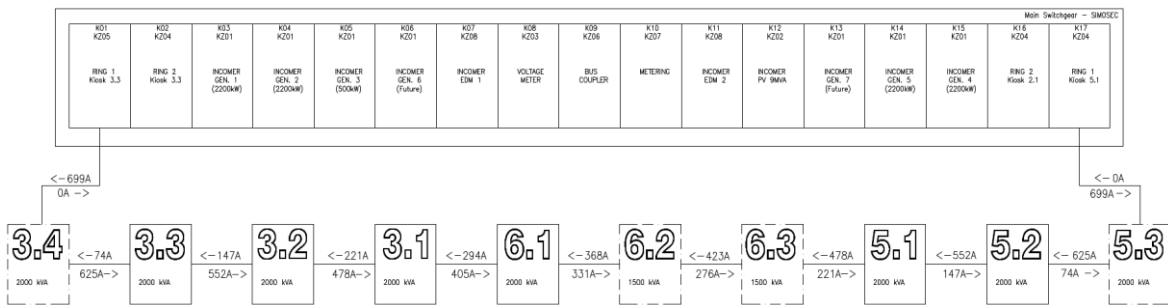 Main Switchgear – SIMOSEC
K01
KZ05
RING 1
Kiosk 3.3
K02
KZ04
RING 2
Kiosk 3.3
K03
KZ01
INCOMER
GEN. 1
(2200kW)
K04
KZ01
INCOMER
GEN. 2
(2200kW)
K05
KZ01
INCOMER
GEN. 3
(500kW)
K06
KZ01
INCOMER
GEN. 6
(Future)
K07
KZ08
INCOMER
EDM 1
K08
KZ03
VOLTAGE
METER
K09
KZ06
BUS
COUPLER
K10
KZ07
METERING
K11
KZ08
INCOMER
EDM 2
K12
KZ02
INCOMER
PV 9MVA
K13
KZ01
INCOMER
GEN. 7
(Future)
K14
KZ01
INCOMER
GEN. 5
(2200kW)
K15
KZ01
INCOMER
GEN. 4
(2200kW)
K16
KZ04
RING 2
Kiosk 2.1
K17
KZ04
RING 1
Kiosk 5.1
<-699A
0A ->
<-0A
699A->
3.4
2000 kVA
<-74A
625A->
3.3
2000 kVA
<-147A
552A->
3.2
2000 kVA
<-221A
478A->
3.1
2000 kVA
<-294A
405A->
6.1
2000 kVA
<-368A
331A->
6.2
1500 kVA
<-423A
276A->
6.3
1500 kVA
<-478A
221A->
5.1
2000 kVA
<-552A
147A->
5.2
2000 kVA
<- 625A
74A ->
5.3
2000 kVA